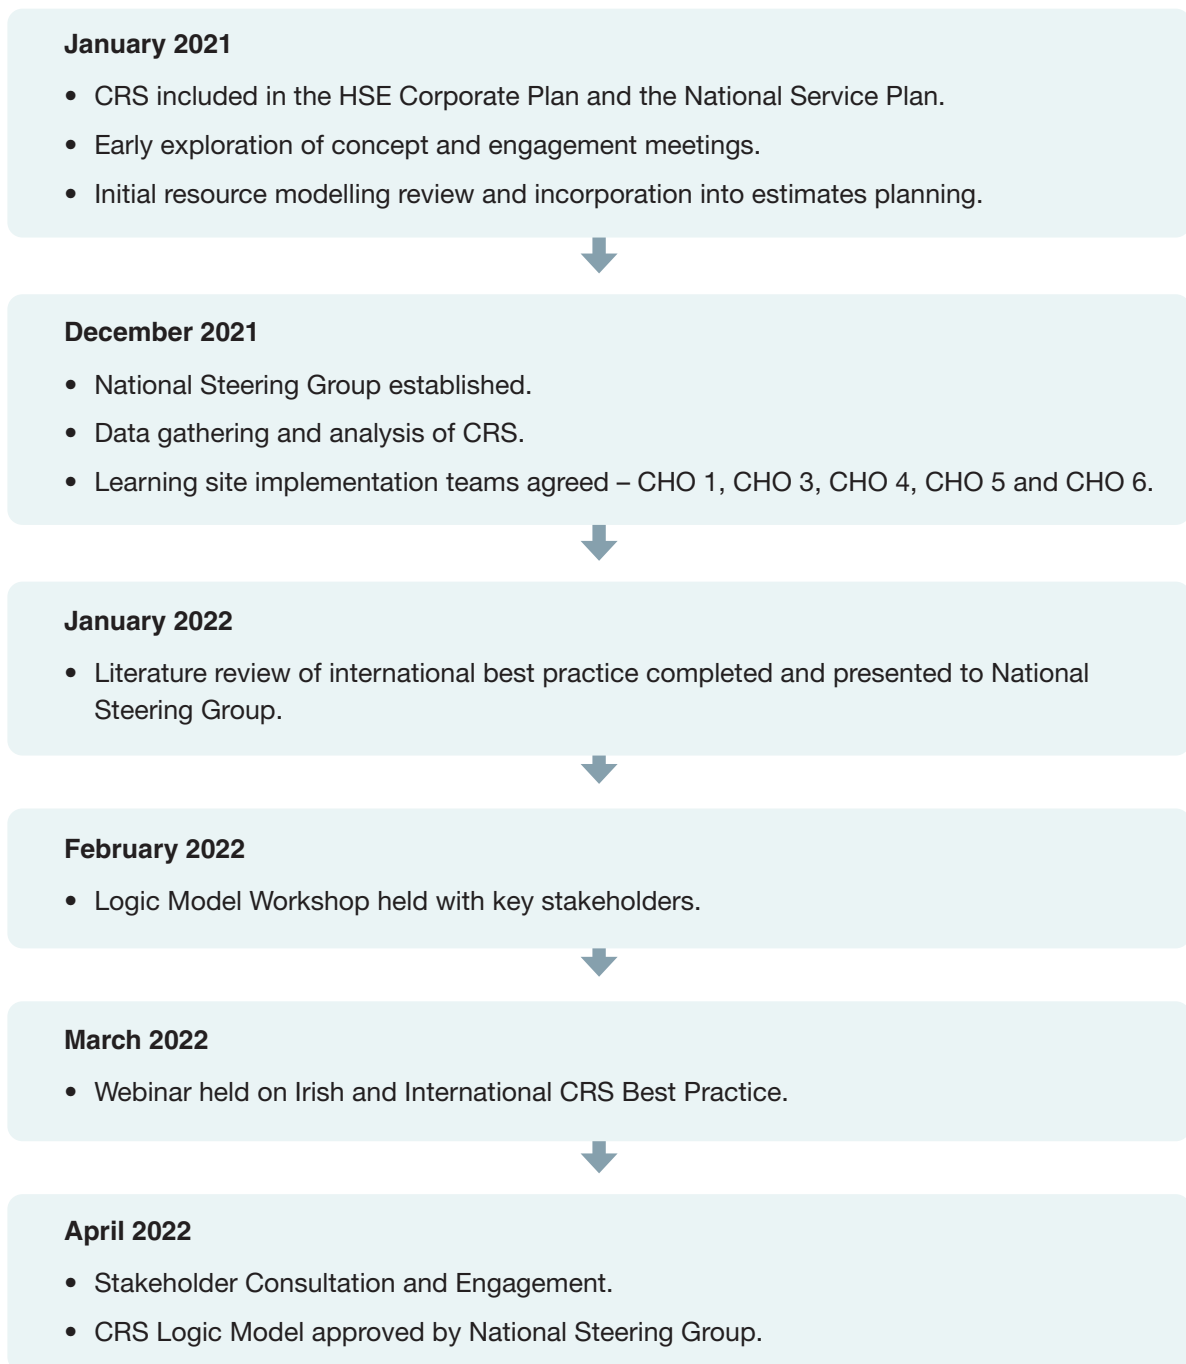 January 2021
• CRS included in the HSE Corporate Plan and the National Service Plan.
• Early exploration of concept and engagement meetings.
• Initial resource modelling review and incorporation into estimates planning.
December 2021
• National Steering Group established.
• Data gathering and analysis of CRS.
• Learning site implementation teams agreed – CHO 1, CHO 3, CHO 4, CHO 5 and CHO 6.
January 2022
• Literature review of international best practice completed and presented to National
Steering Group.
February 2022
• Logic Model Workshop held with key stakeholders.
March 2022
• Webinar held on Irish and International CRS Best Practice.
April 2022
• Stakeholder Consultation and Engagement.
• CRS Logic Model approved by National Steering Group.